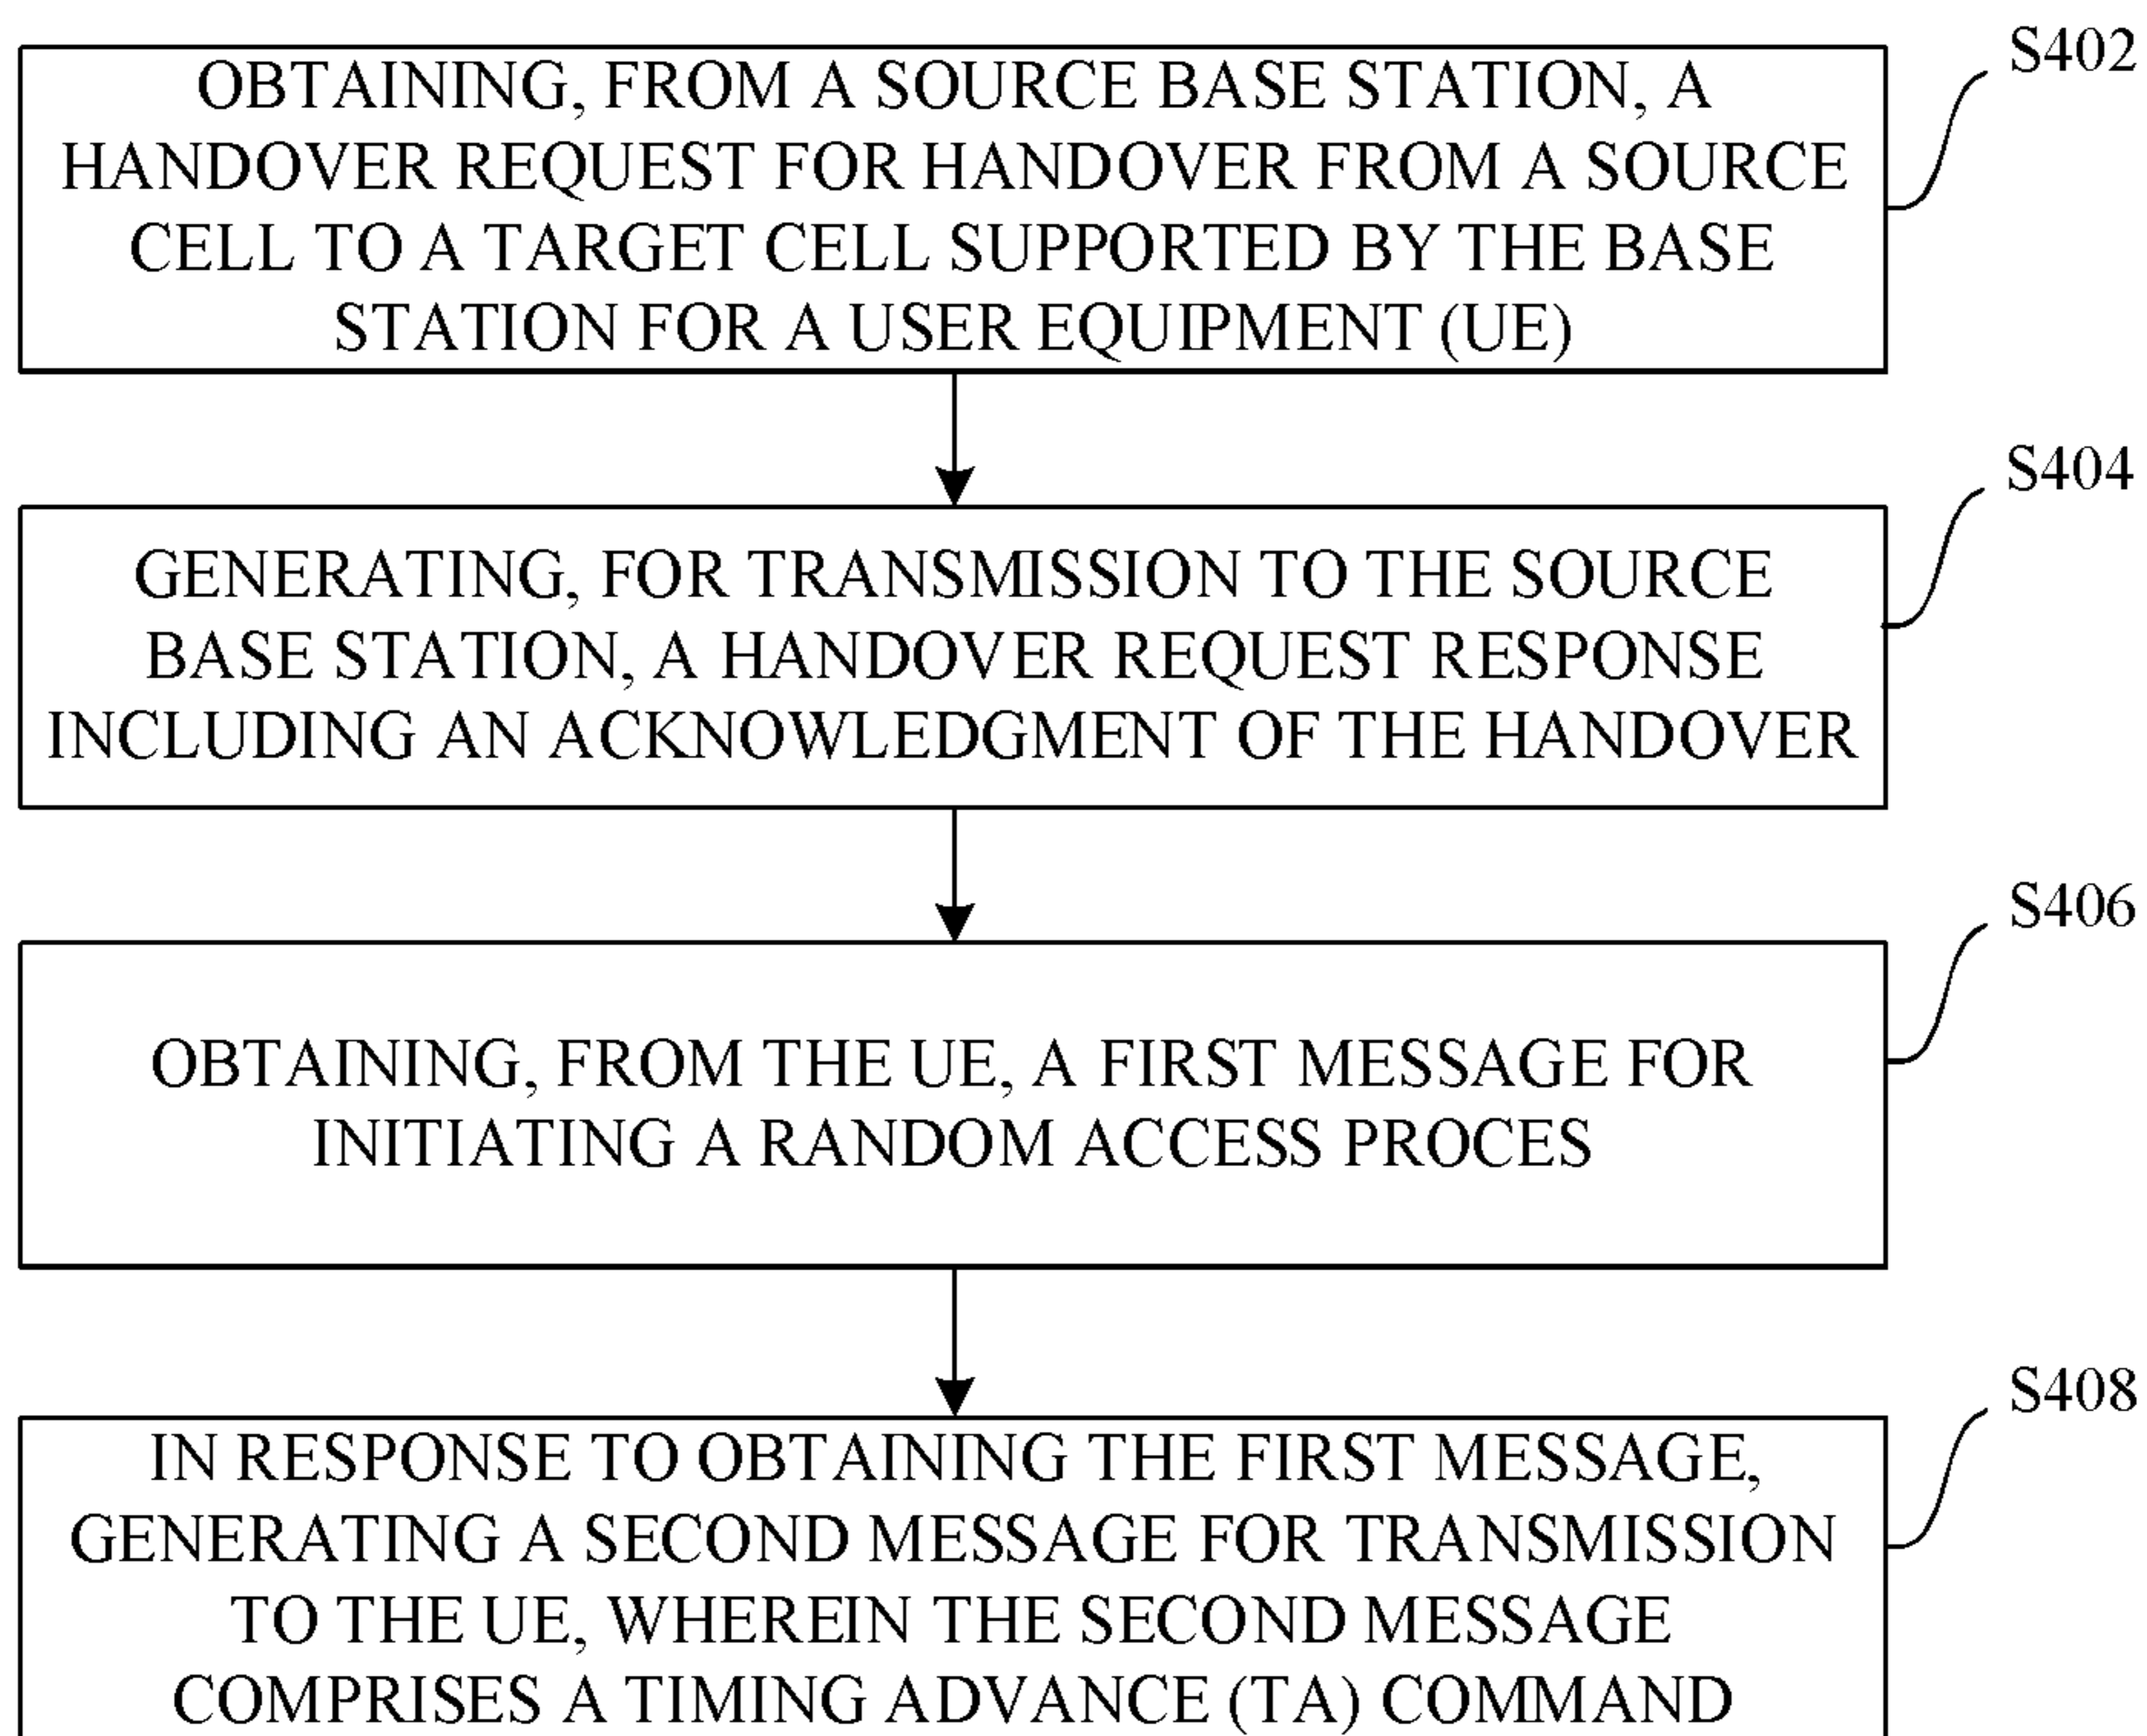 S402
OBTAINING, FROM A SOURCE BASE STATION, A
HANDOVER REQUEST FOR HANDOVER FROM A SOURCE
CELL TO A TARGET CELL SUPPORTED BY THE BASE
STATION FOR A USER EQUIPMENT (UE)
S404
GENERATING, FOR TRANSMISSION TO THE SOURCE
BASE STATION, A HANDOVER REQUEST RESPONSE
INCLUDING AN ACKNOWLEDGMENT OF THE HANDOVER
S406
OBTAINING, FROM THE UE, A FIRST MESSAGE FOR
INITIATING A RANDOM ACCESS PROCES
S408
IN RESPONSE TO OBTAINING THE FIRST MESSAGE,
GENERATING A SECOND MESSAGE FOR TRANSMISSION
TO THE UE, WHEREIN THE SECOND MESSAGE
COMPRISES A TIMING ADVANCE (TA) COMMAND